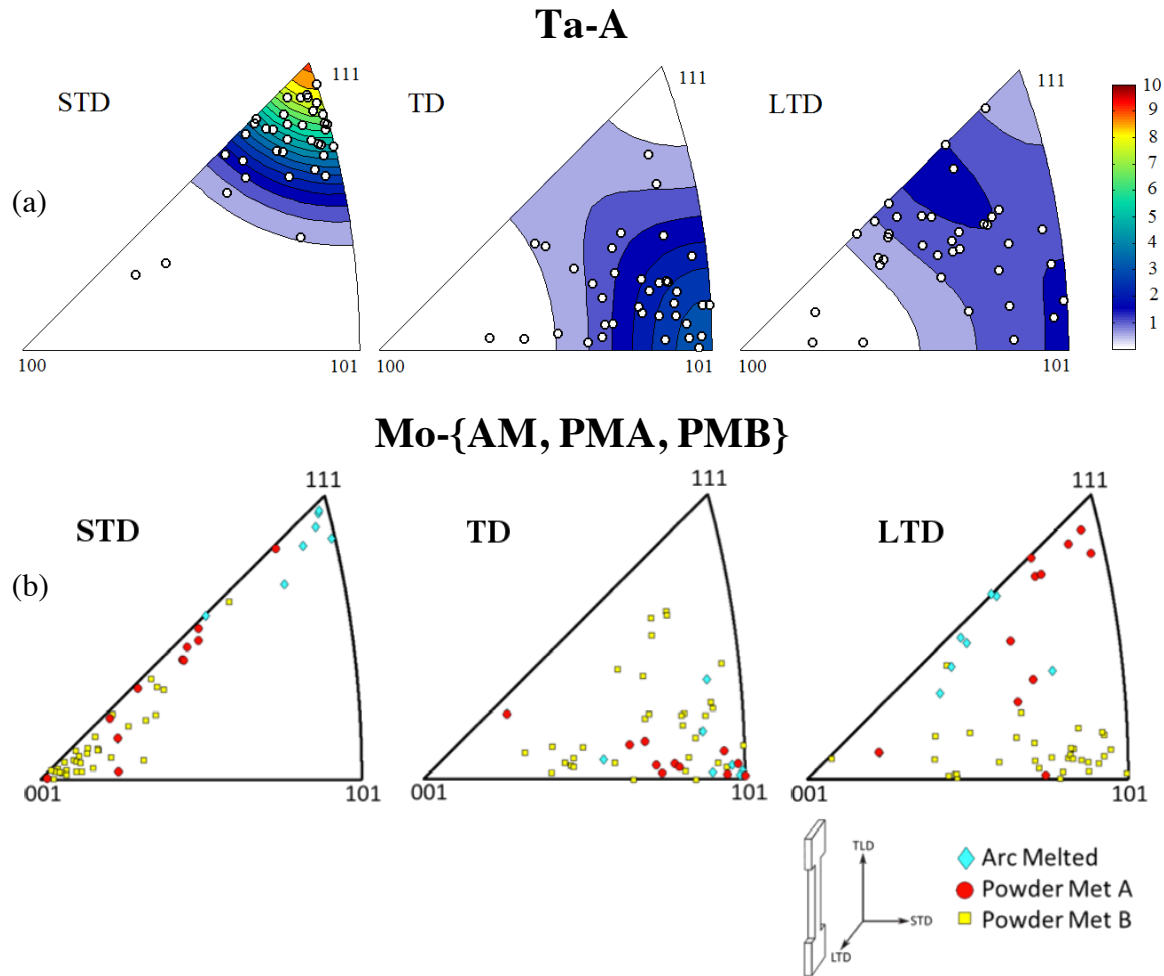 Ta-A
STD
111
TD
111
LTD
111
10
9
8
7
6
5
4
3
2
1
(a)
100
101
100
101
100
101
Mo-{AM, PMA, PMB}
STD
111
TD
111
LTD
111
(b)
001
101
001
101
001
101
TLD
STD
LTD
Arc Melted
Powder Met A
Powder Met B